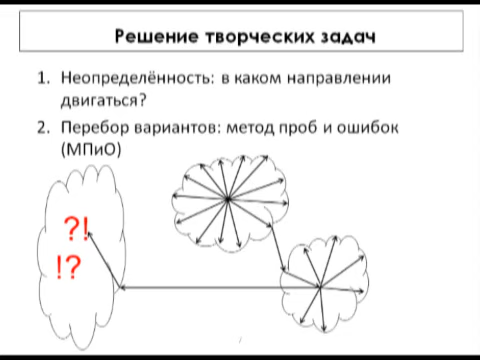 Решение творческих задач
1. Неопределённость: в каком направлении
двигаться?
2. Перебор вариантов: метод проб и ошибок
(МПиО)
?!
!?